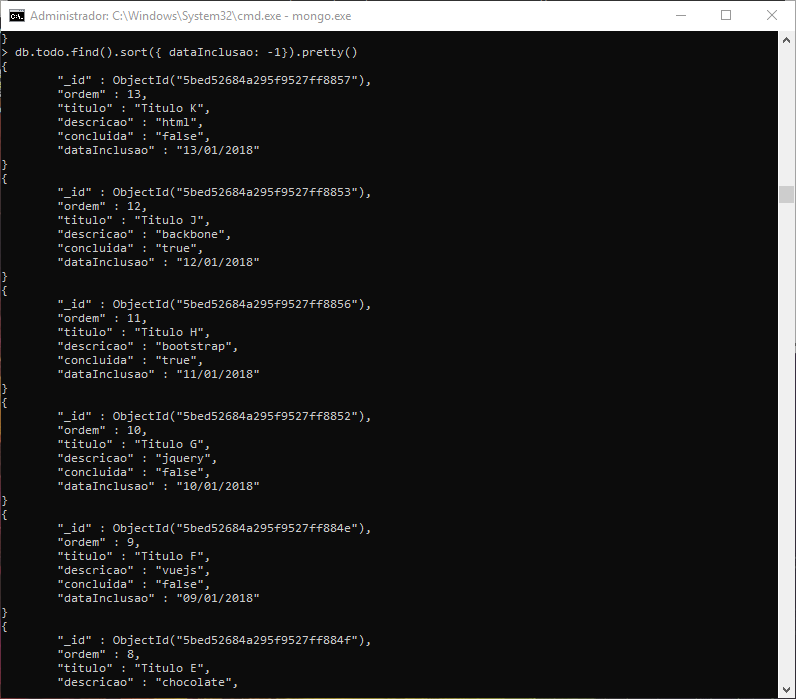 Administrador: C:\Windows\System32\cmd.exe - mongo.exe
}
> db.todo.find().sort({ dataInclusao: -1}).pretty()
{
        "_id" : ObjectId("5bed52684a295f9527ff8857"),
        "ordem" : 13,
        "titulo" : "Titulo K",
        "descricao" : "html",
        "concluida" : "false",
        "dataInclusao" : "13/01/2018"
}
{
        "_id" : ObjectId("5bed52684a295f9527ff8853"),
        "ordem" : 12,
        "titulo" : "Titulo J",
        "descricao" : "backbone",
        "concluida" : "true",
        "dataInclusao" : "12/01/2018"
}
{
        "_id" : ObjectId("5bed52684a295f9527ff8856"),
        "ordem" : 11,
        "titulo" : "Titulo H",
        "descricao" : "bootstrap",
        "concluida" : "true",
        "dataInclusao" : "11/01/2018"
}
{
        "_id" : ObjectId("5bed52684a295f9527ff8852"),
        "ordem" : 10,
        "titulo" : "Titulo G",
        "descricao" : "jquery",
        "concluida" : "false",
        "dataInclusao" : "10/01/2018"
}
{
        "_id" : ObjectId("5bed52684a295f9527ff884e"),
        "ordem" : 9,
        "titulo" : "Titulo F",
        "descricao" : "vuejs",
        "concluida" : "false",
        "dataInclusao" : "09/01/2018"
}
{
        "_id" : ObjectId("5bed52684a295f9527ff884f"),
        "ordem" : 8,
        "titulo" : "Titulo E",
        "descricao" : "chocolate",